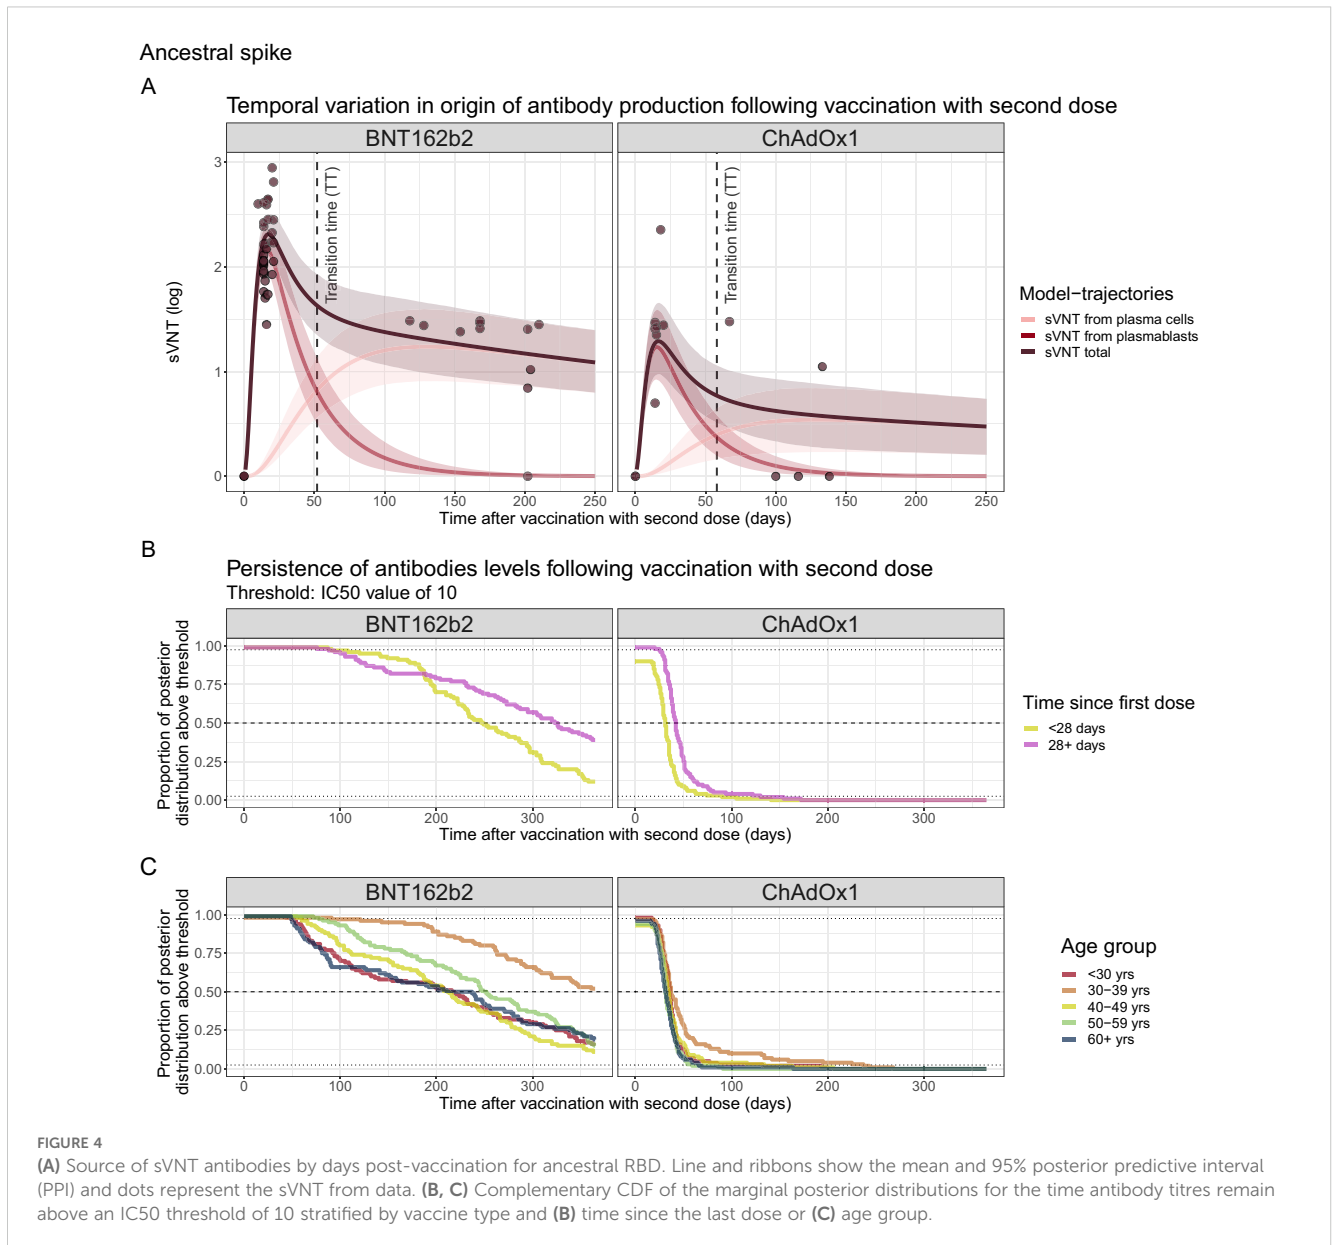 Ancestral spike
A
Temporal variation in origin of antibody production following vaccination with second dose
BNT162b2
ChAdOx1
sVNT (log)
3
2
1
0
Transition time (TT)
Transition time (TT)
0 50 100 150 200 250
0 50 100 150 200 250
Time after vaccination with second dose (days)
Model−trajectories
sVNT from plasma cells
sVNT from plasmablasts
sVNT total
B
Persistence of antibodies levels following vaccination with second dose
Threshold: IC50 value of 10
BNT162b2
ChAdOx1
Proportion of posterior
distribution above threshold
1.00
0.75
0.50
0.25
0.00
0 100 200 300
0 100 200 300
Time after vaccination with second dose (days)
Time since first dose
<28 days
28+ days
C
BNT162b2
ChAdOx1
Proportion of posterior
distribution above threshold
1.00
0.75
0.50
0.25
0.00
0 100 200 300
0 100 200 300
Time after vaccination with second dose (days)
Age group
<30 yrs
30−39 yrs
40−49 yrs
50−59 yrs
60+ yrs
FIGURE 4
(A) Source of sVNT antibodies by days post-vaccination for ancestral RBD. Line and ribbons show the mean and 95% posterior predictive interval
(PPI) and dots represent the sVNT from data. (B, C) Complementary CDF of the marginal posterior distributions for the time antibody titres remain
above an IC50 threshold of 10 stratified by vaccine type and (B) time since the last dose or (C) age group.